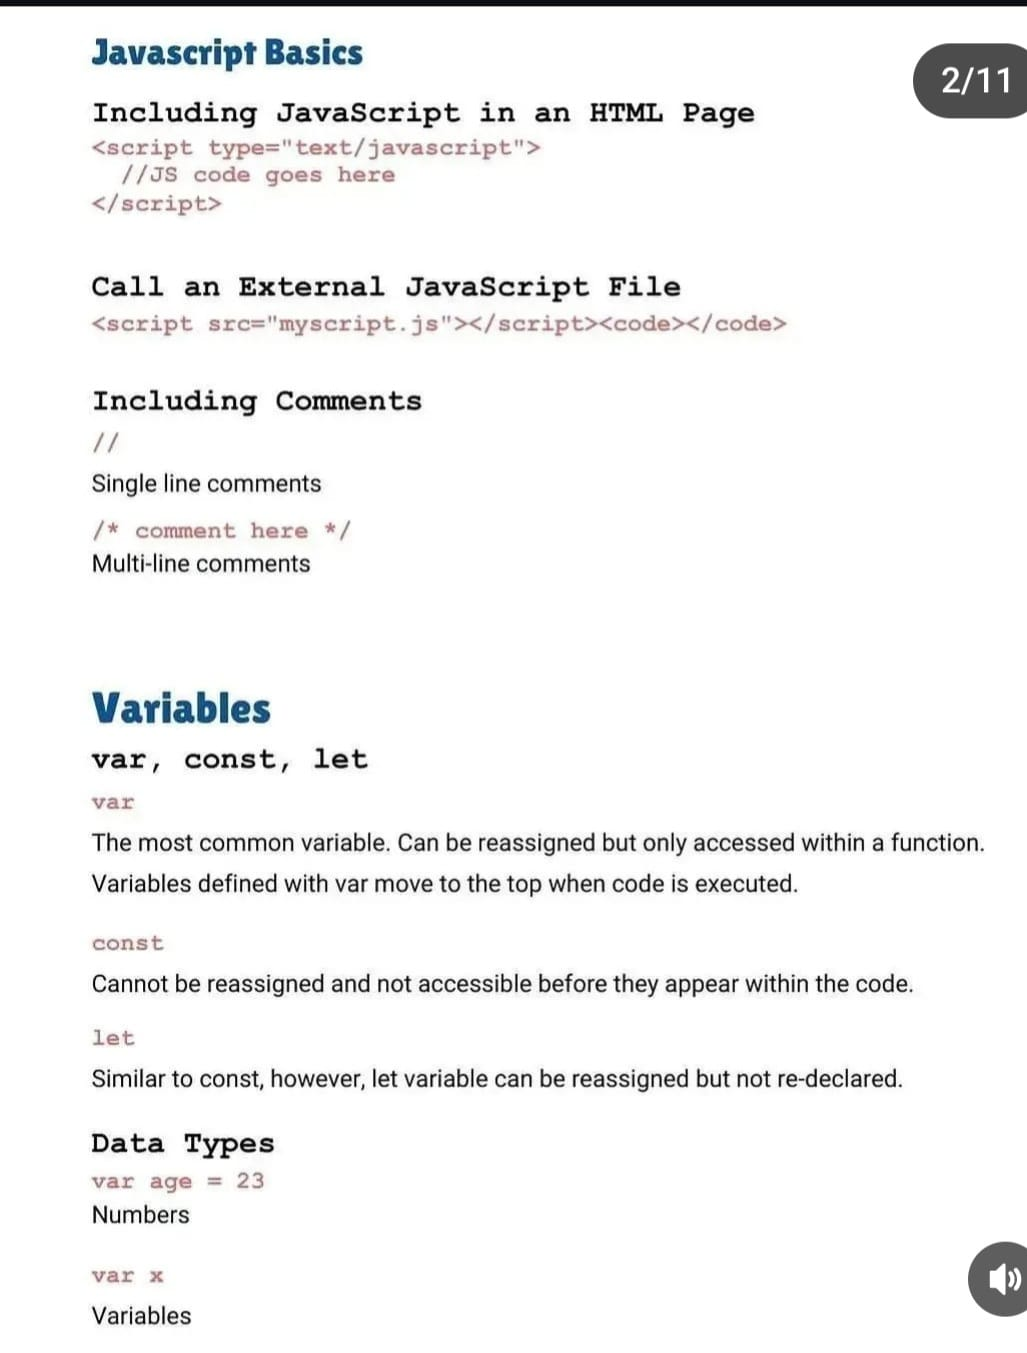 Javascript Basics
2/11
Including JavaScript in an HTML Page
<script type="text/javascript">
//JS code goes here
</script>
Call an External JavaScript File
<script src="myscript.js"></script><code></code>
Including Comments
//
Single line comments
/* comment here */
Multi-line comments
Variables
var, const, let
var
The most common variable. Can be reassigned but only accessed within a function.
Variables defined with var move to the top when code is executed.
const
Cannot be reassigned and not accessible before they appear within the code.
let
Similar to const, however, let variable can be reassigned but not re-declared.
Data Types
var age = 23
Numbers
var x
Variables